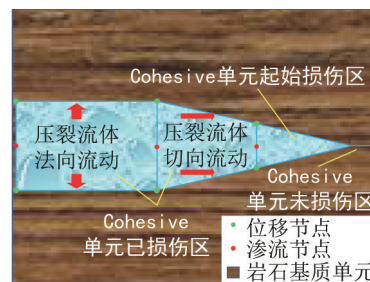 Cohesive单元起始损伤区
压裂流体
法向流动
压裂流体
切向流动
Cohesive
单元未损伤区
Cohesive
单元已损伤区
位移节点
渗流节点
岩石基质单元